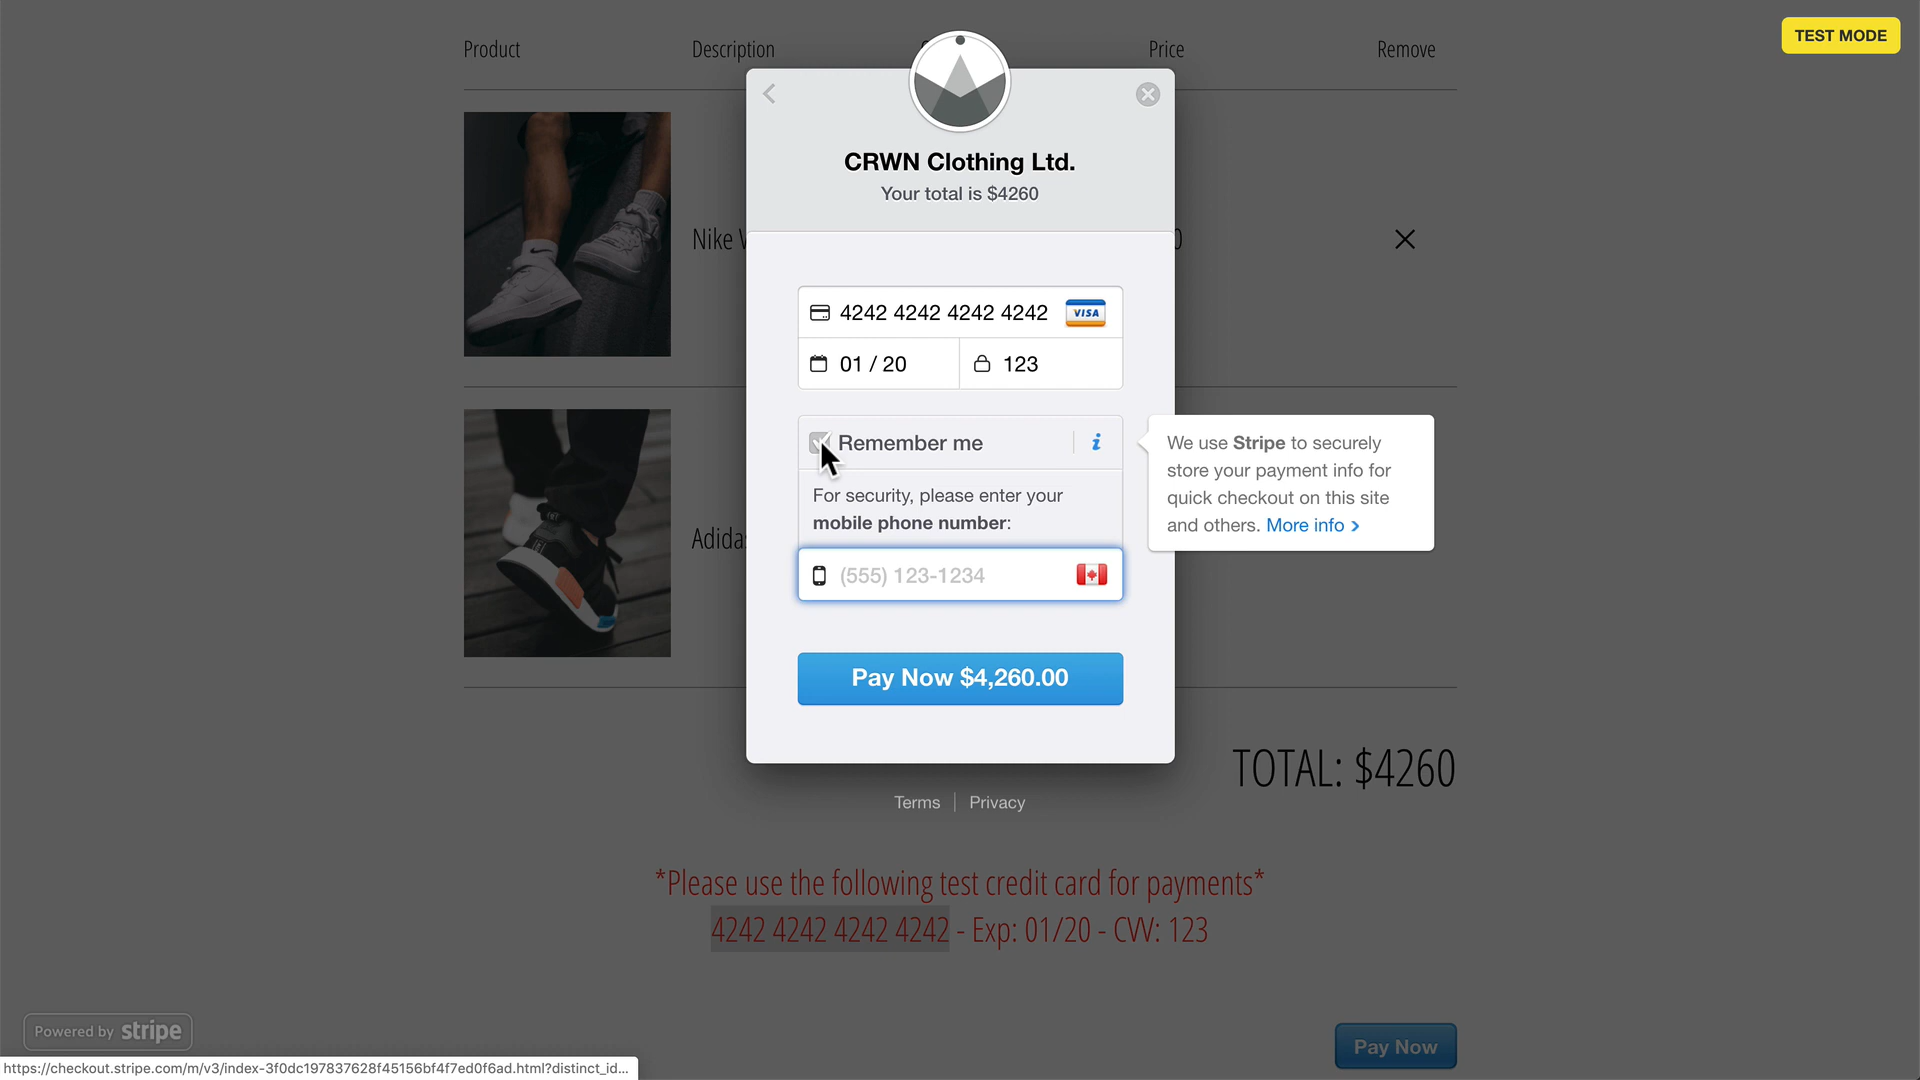 Product Description Price Remove
TEST MODE
CRWN Clothing Ltd.
Your total is $4260
Nike
4242 4242 4242 4242 VISA
01 / 20 123
Remember me i
For security, please enter your
mobile phone number:
(555) 123-1234
We use Stripe to securely
store your payment info for
quick checkout on this site
and others. More info >
Adidas
Pay Now $4,260.00
TOTAL: $4260
Terms | Privacy
*Please use the following test credit card for payments*
4242 4242 4242 4242 - Exp: 01/20 - CVV: 123
Powered by stripe
Pay Now
https://checkout.stripe.com/m/v3/index-3f0dc197837628f45156bf4f7ed0f6ad.html?distinct_id...